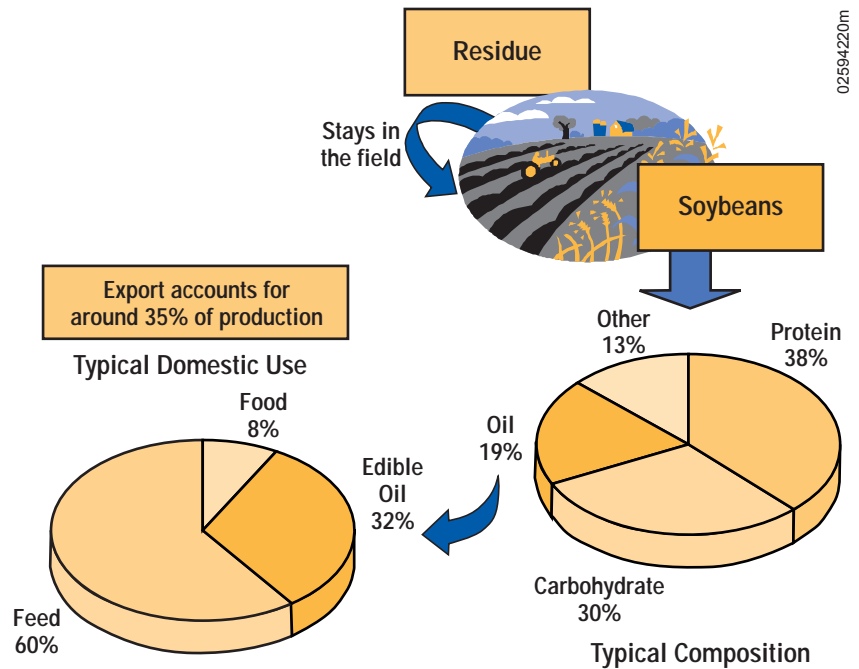 02594220m
Residue
Stays in
the field
Soybeans
Export accounts for
around 35% of production
Typical Domestic Use
Food
8%
Edible
Oil
32%
Feed
60%
Other
13%
Protein
38%
Oil
19%
Carbohydrate
30%
Typical Composition